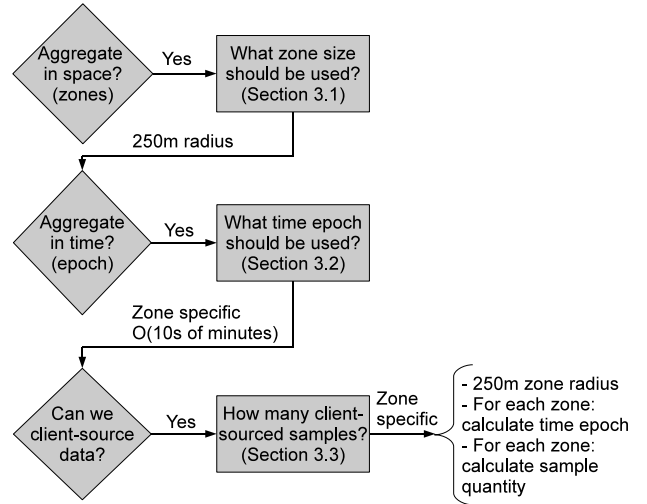 Aggregate
in space?
(zones)
Yes
What zone size
should be used?
(Section 3.1)
250m radius
Aggregate
in time?
(epoch)
Yes
What time epoch
should be used?
(Section 3.2)
Zone specific
O(10s of minutes)
Can we
client-source
data?
Yes
How many client-
sourced samples?
(Section 3.3)
Zone
specific
- 250m zone radius
- For each zone:
calculate time epoch
- For each zone:
calculate sample
quantity